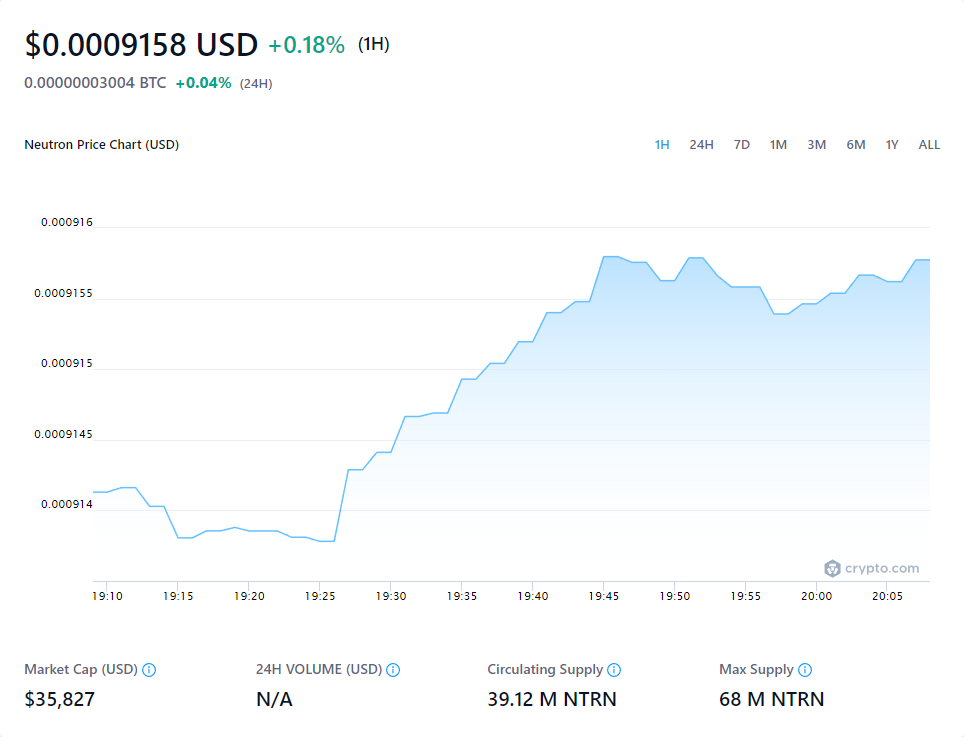 $0.0009158 USD +0.18% (1H)
0.00000003004 BTC +0.04% (24H)
Neutron Price Chart (USD) 1H 24H 7D 1M 3M 6M 1Y ALL
0.000916
0.0009155
0.000915
0.0009145
0.000914
crypto.com
19:10 19:15 19:20 19:25 19:30 19:35 19:40 19:45 19:50 19:55 20:00 20:05
Market Cap (USD) 24H VOLUME (USD) Circulating Supply Max Supply
$35,827 N/A 39.12 M NTRN 68 M NTRN